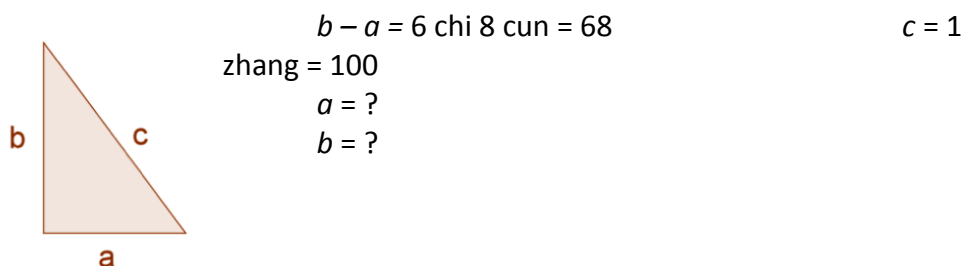 b – a = 6 chi 8 cun = 68 c = 1
zhang = 100
a = ?
b = ?
b
c
a